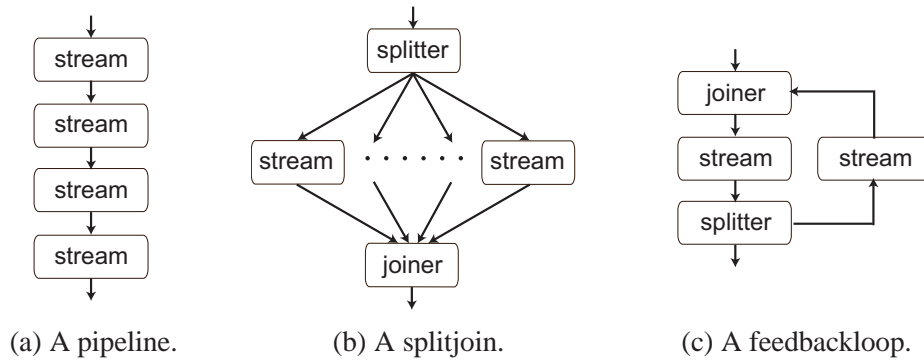 stream
stream
stream
stream
(a) A pipeline.
splitter
stream . . . . . . stream
joiner
(b) A splitjoin.
joiner
stream stream
splitter
(c) A feedbackloop.